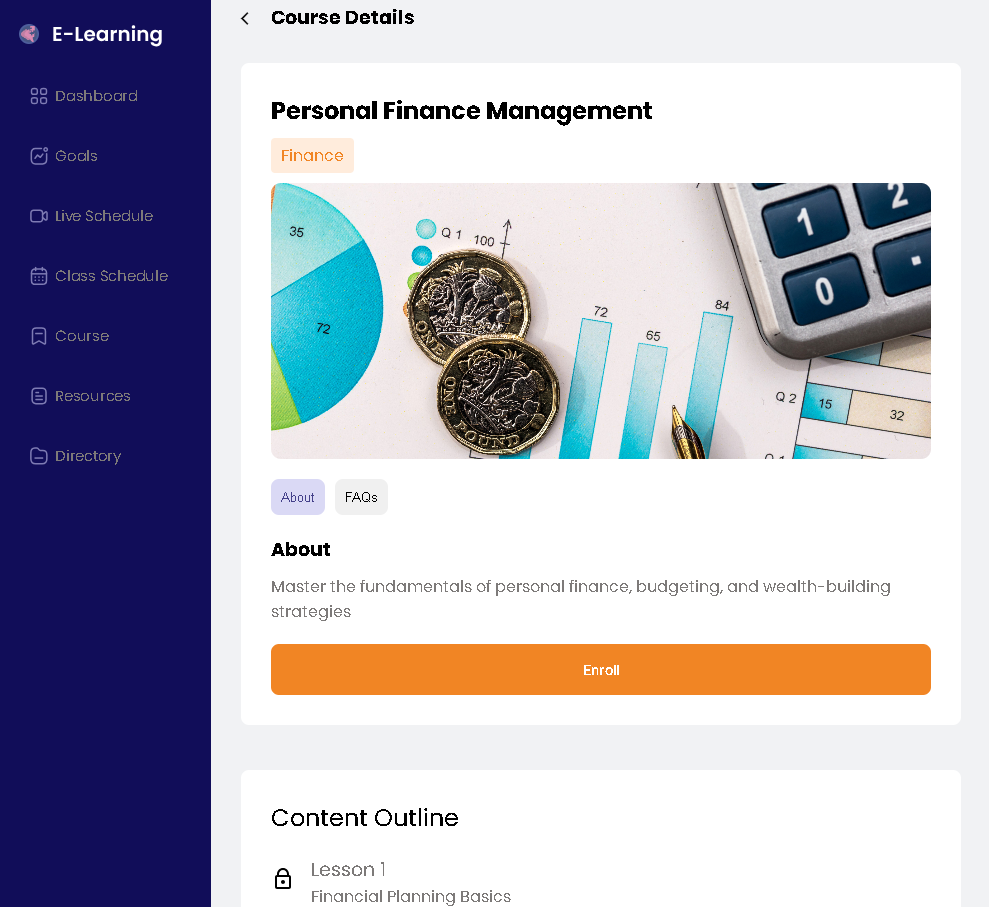 E-Learning
Dashboard
Goals
Live Schedule
Class Schedule
Course
Resources
Directory
Course Details
Personal Finance Management
Finance
35
72
Q 1
100
72
65
84
1
2
0
.
Q 2
15
32
ONE
ONE
POUND
About
FAQs
About
Master the fundamentals of personal finance, budgeting, and wealth-building
strategies
Enroll
Content Outline
Lesson 1
Financial Planning Basics